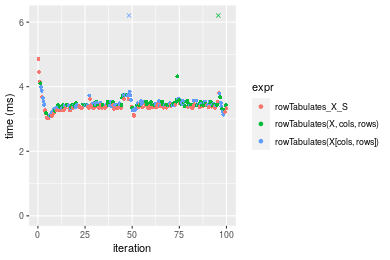 6
4
2
0
time (ms)
0
25
50
75
100
iteration
expr
rowTabulates_X_S
rowTabulates(X, cols, rows)
rowTabulates(X[cols, rows])